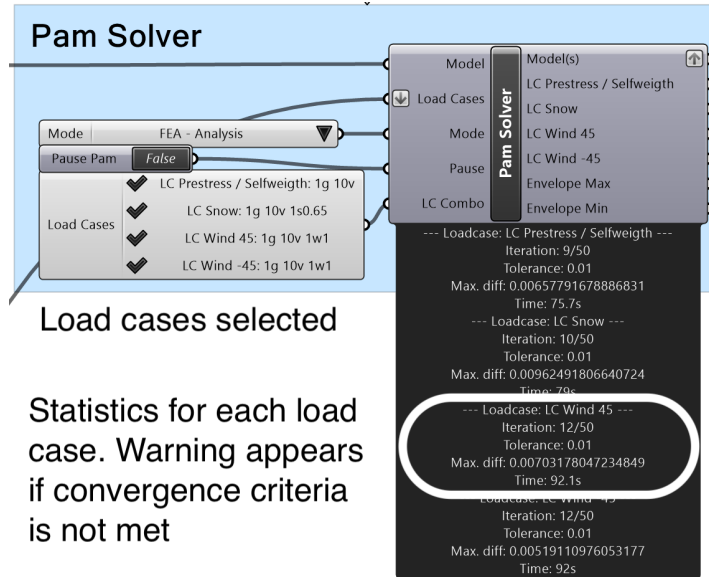 Pam Solver
Model
Load Cases
Mode
Pause
LC Combo
Pam Solver
Model(s)
LC Prestress / Selfweigth
LC Snow
LC Wind 45
LC Wind -45
Envelope Max
Envelope Min
Mode
FEA - Analysis
Pause Pam
False
Load Cases
LC Prestress / Selfweigth: 1g 10v
LC Snow: 1g 10v 1s0.65
LC Wind 45: 1g 10v 1w1
LC Wind -45: 1g 10v 1w1
--- Loadcase: LC Prestress / Selfweigth ---
Iteration: 9/50
Tolerance: 0.01
Max. diff: 0.00657791678886831
Time: 75.7s
--- Loadcase: LC Snow ---
Iteration: 10/50
Tolerance: 0.01
Max. diff: 0.00962491806640724
Time: 79s
--- Loadcase: LC Wind 45 ---
Iteration: 12/50
Tolerance: 0.01
Max. diff: 0.00703178047234849
Time: 92.1s
Loadcase: LC Wind -45
Iteration: 12/50
Tolerance: 0.01
Max. diff: 0.00519110976053177
Time: 92s
Load cases selected
Statistics for each load
case. Warning appears
if convergence criteria
is not met